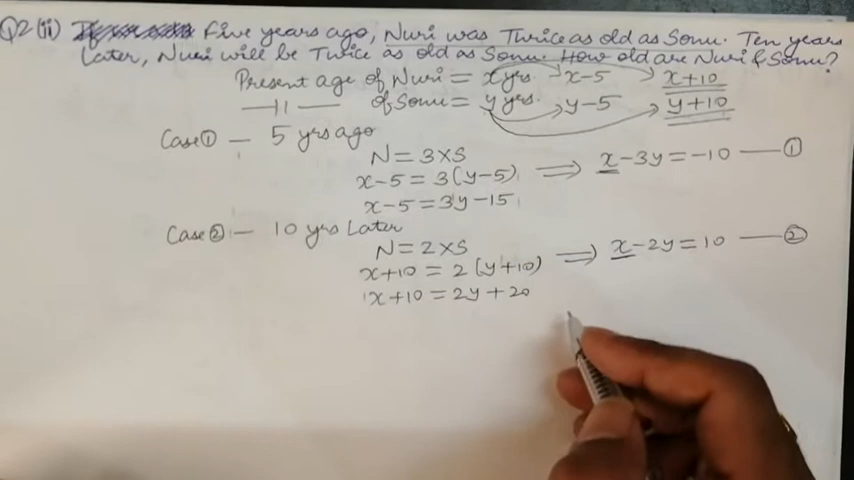 Q2(ii) Five years ago, Nuri was Twice as old as Sonu. Ten years
Later, Nuri will be Twice as old as Sonu. How old are Nuri & Sonu?
Present age of Nuri = x yrs. x-5 x+10
—11— of Sonu = y yrs. y-5 y+10
Case① — 5 yrs ago
N = 3×S
x-5 = 3(y-5) ⟹ x-3y = -10 — ①
x-5 = 3y-15
Case② — 10 yrs Later
N = 2×S
x+10 = 2(y+10) ⟹ x-2y = 10 — ②
x+10 = 2y+20